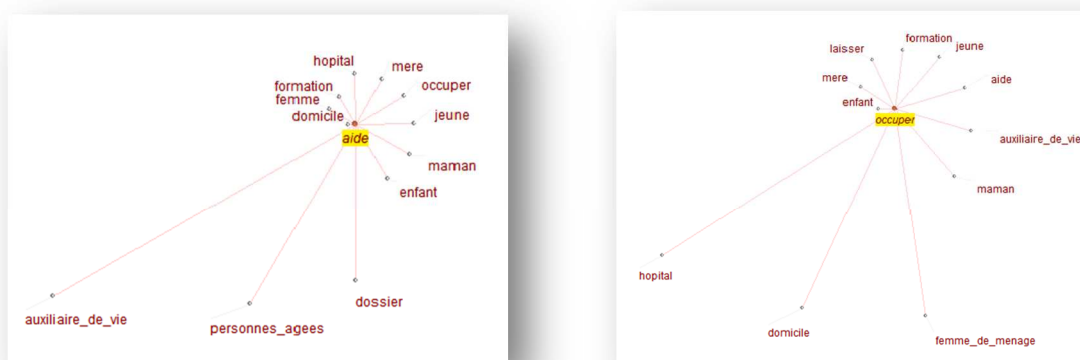 hopital
mere
formation
occuper
femme
domicile
jeune
aide
maman
enfant
auxiliaire_de_vie
personnes_agees
dossier
formation
laisser
jeune
mere
aide
enfant
occuper
auxiliaire_de_vie
maman
hopital
domicile
femme_de_menage